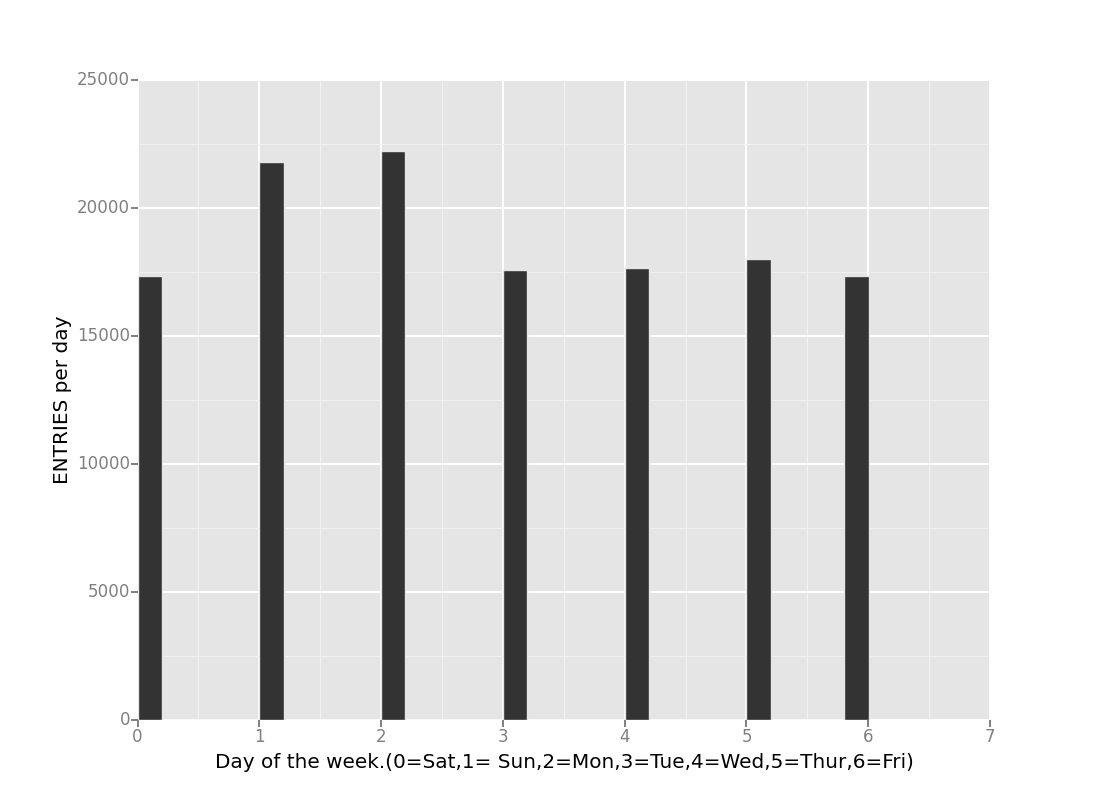 25000
20000
15000
10000
5000
0
ENTRIES per day
0 1 2 3 4 5 6 7
Day of the week.(0=Sat,1= Sun,2=Mon,3=Tue,4=Wed,5=Thur,6=Fri)